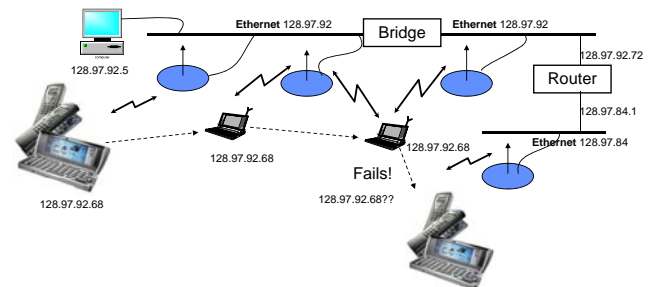 Ethernet 128.97.92
Bridge
Ethernet 128.97.92
computer
128.97.92.5
128.97.92.72
Router
128.97.84.1
Ethernet 128.97.84
128.97.92.68
128.97.92.68
Fails!
128.97.92.68
128.97.92.68??